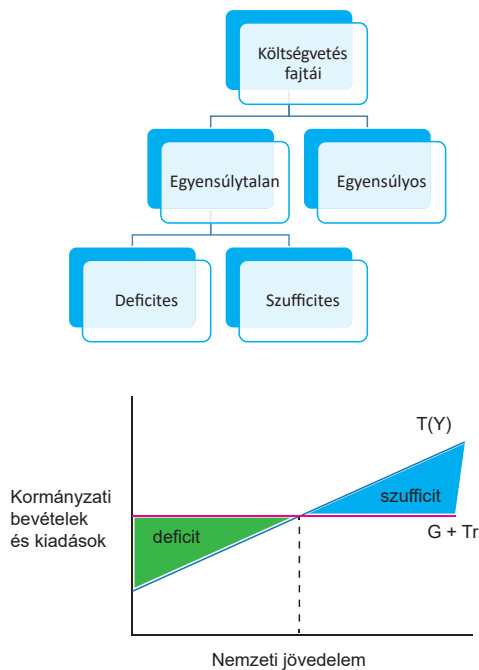 Költségvetés
fajtái
Egyensúlytalan
Egyensúlyos
Deficites
Szufficites
T(Y)
Kormányzati
bevételek
és kiadások
szufficit
deficit
G + Tr
Nemzeti jövedelem